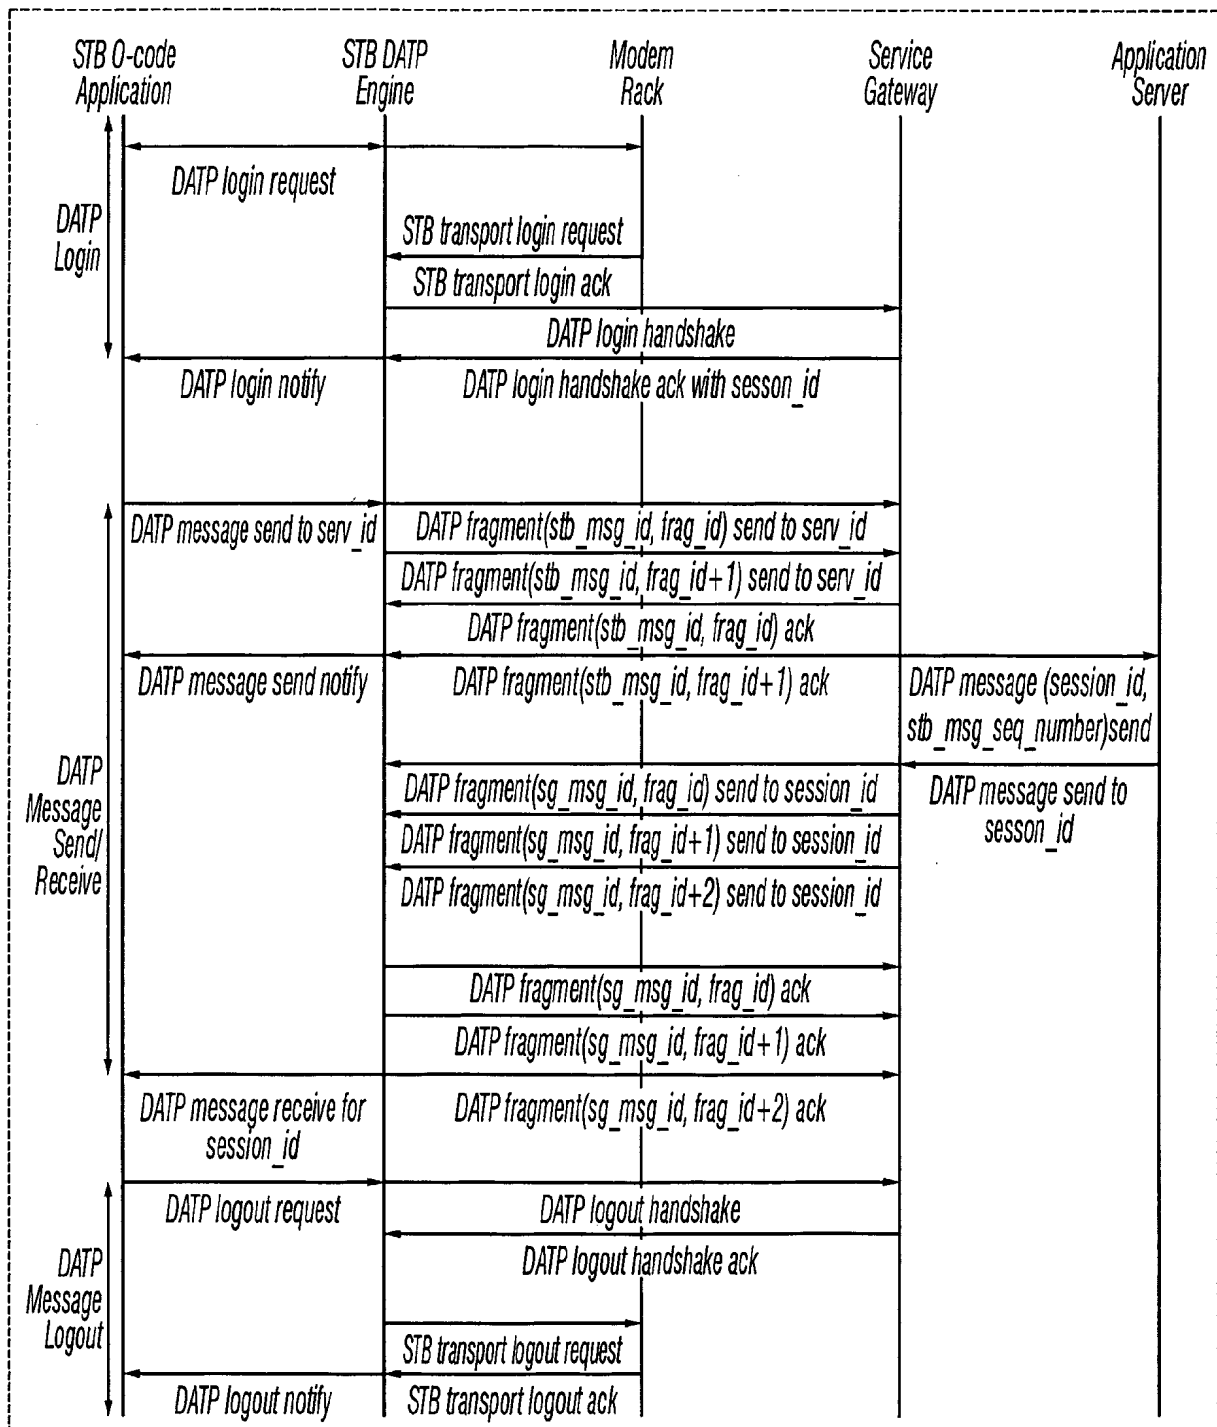 STB O-code
Application
STB DATP
Engine
Modem
Rack
Service
Gateway
Application
Server
DATP login request
DATP
Login
STB transport login request
STB transport login ack
DATP login handshake
DATP login notify
DATP login handshake ack with sesson_id
DATP message send to serv_id
DATP fragment(stb_msg_id, frag_id) send to serv_id
DATP fragment(stb_msg_id, frag_id+1) send to serv_id
DATP fragment(stb_msg_id, frag_id) ack
DATP message send notify
DATP fragment(stb_msg_id, frag_id+1) ack
DATP message (session_id,
stb_msg_seq_number)send
DATP
Message
Send/
Receive
DATP fragment(sg_msg_id, frag_id) send to session_id
DATP message send to
sesson_id
DATP fragment(sg_msg_id, frag_id+1) send to session_id
DATP fragment(sg_msg_id, frag_id+2) send to session_id
DATP fragment(sg_msg_id, frag_id) ack
DATP fragment(sg_msg_id, frag_id+1) ack
DATP message receive for
session_id
DATP fragment(sg_msg_id, frag_id+2) ack
DATP logout request
DATP logout handshake
DATP logout handshake ack
DATP
Message
Logout
STB transport logout request
DATP logout notify
STB transport logout ack